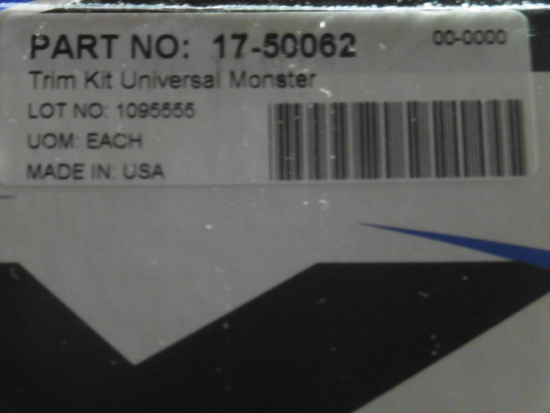 PART NO: 17-50062 00-0000
Trim Kit Universal Monster
LOT NO: 1095555
UOM: EACH
MADE IN: USA